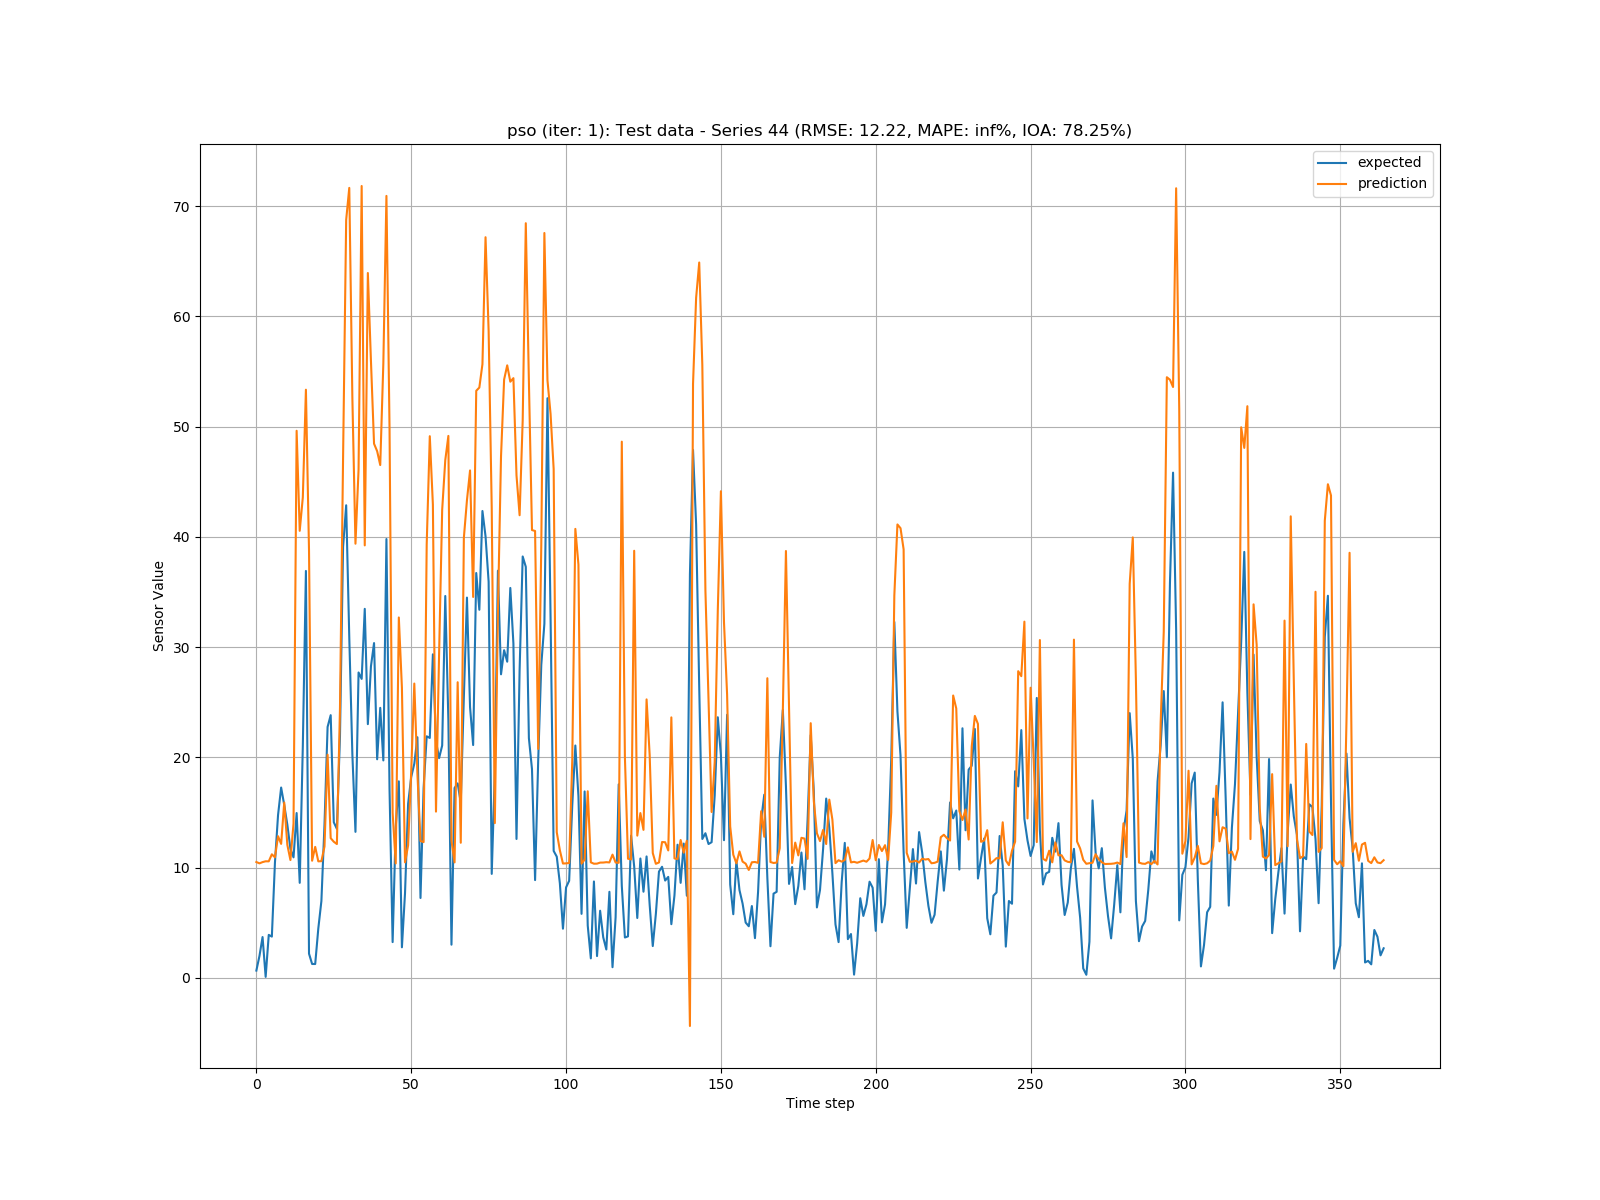 pso (iter: 1): Test data - Series 44 (RMSE: 12.22, MAPE: inf%, IOA: 78.25%)
expected
prediction
70
60
50
40
30
20
10
0
Sensor Value
0 50 100 150 200 250 300 350
Time step